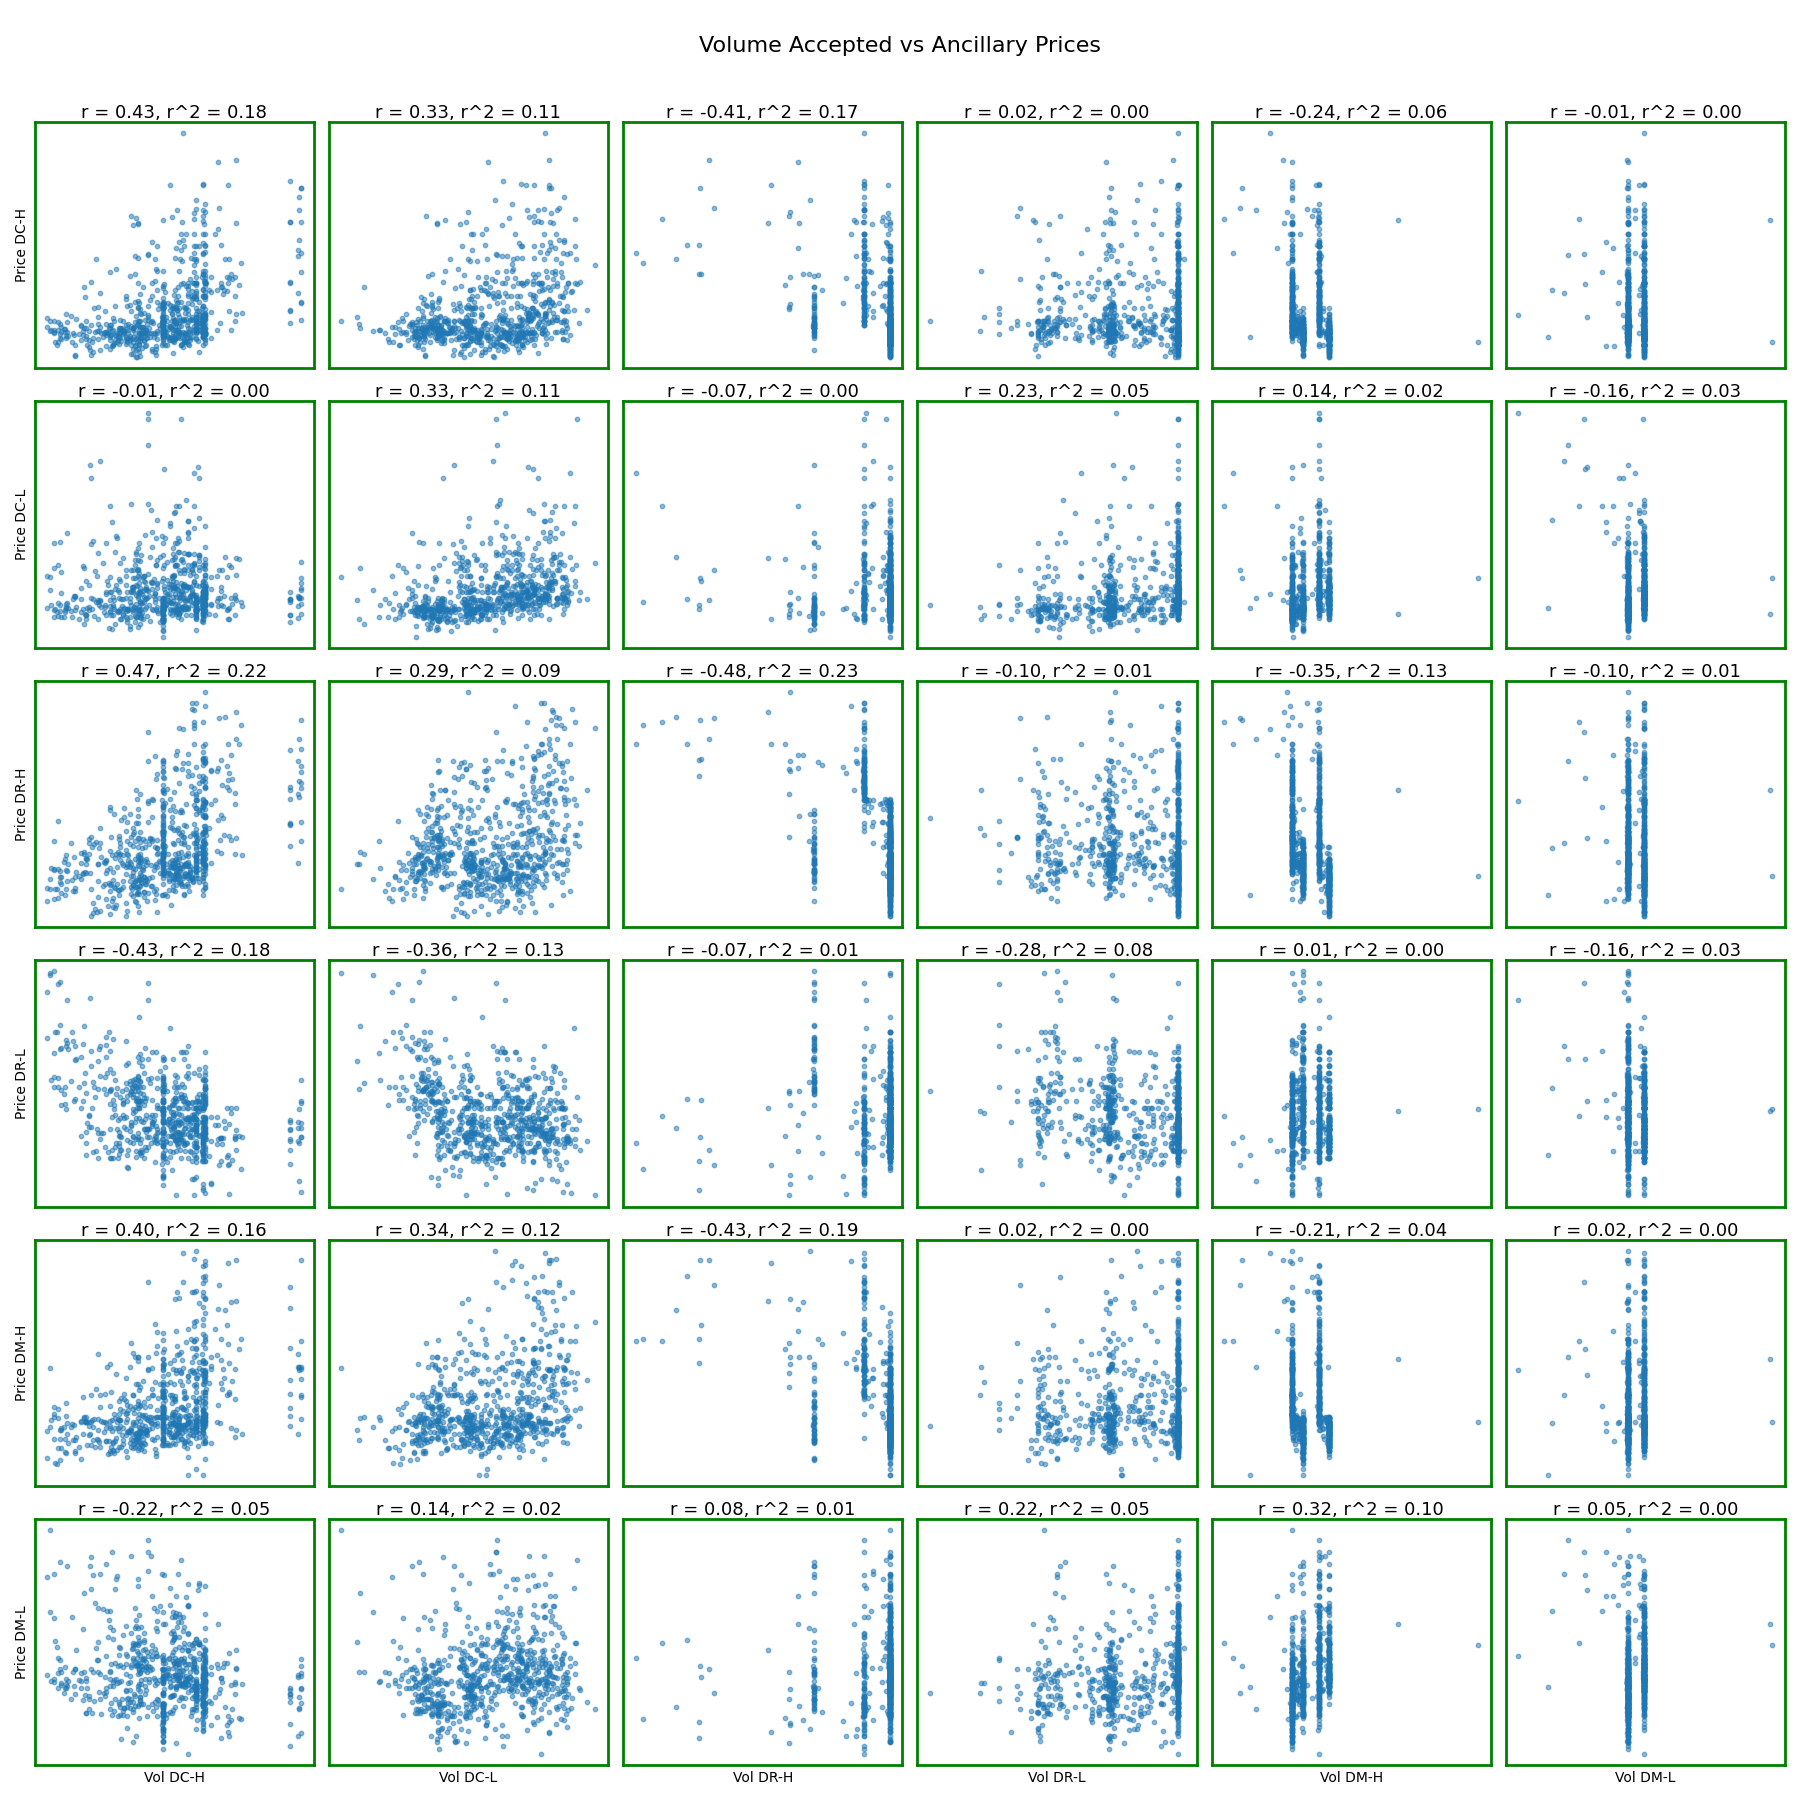 Volume Accepted vs Ancillary Prices
r = 0.43, r^2 = 0.18
r = 0.33, r^2 = 0.11
r = -0.41, r^2 = 0.17
r = 0.02, r^2 = 0.00
r = -0.24, r^2 = 0.06
r = -0.01, r^2 = 0.00
Price DC-H
r = -0.01, r^2 = 0.00
r = 0.33, r^2 = 0.11
r = -0.07, r^2 = 0.00
r = 0.23, r^2 = 0.05
r = 0.14, r^2 = 0.02
r = -0.16, r^2 = 0.03
Price DC-L
r = 0.47, r^2 = 0.22
r = 0.29, r^2 = 0.09
r = -0.48, r^2 = 0.23
r = -0.10, r^2 = 0.01
r = -0.35, r^2 = 0.13
r = -0.10, r^2 = 0.01
Price DR-H
r = -0.43, r^2 = 0.18
r = -0.36, r^2 = 0.13
r = -0.07, r^2 = 0.01
r = -0.28, r^2 = 0.08
r = 0.01, r^2 = 0.00
r = -0.16, r^2 = 0.03
Price DR-L
r = 0.40, r^2 = 0.16
r = 0.34, r^2 = 0.12
r = -0.43, r^2 = 0.19
r = 0.02, r^2 = 0.00
r = -0.21, r^2 = 0.04
r = 0.02, r^2 = 0.00
Price DM-H
r = -0.22, r^2 = 0.05
r = 0.14, r^2 = 0.02
r = 0.08, r^2 = 0.01
r = 0.22, r^2 = 0.05
r = 0.32, r^2 = 0.10
r = 0.05, r^2 = 0.00
Price DM-L
Vol DC-H
Vol DC-L
Vol DR-H
Vol DR-L
Vol DM-H
Vol DM-L